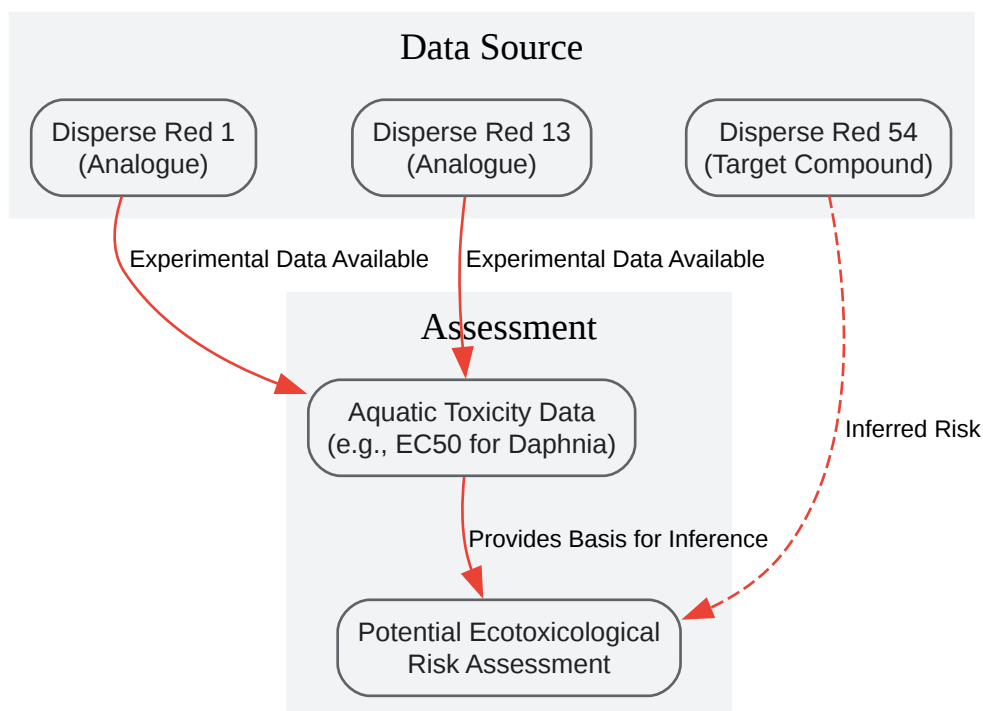 Data Source
Disperse Red 1
(Analogue)
Disperse Red 13
(Analogue)
Disperse Red 54
(Target Compound)
Experimental Data Available
Experimental Data Available
Assessment
Aquatic Toxicity Data
(e.g., EC50 for Daphnia)
Inferred Risk
Provides Basis for Inference
Potential Ecotoxicological
Risk Assessment